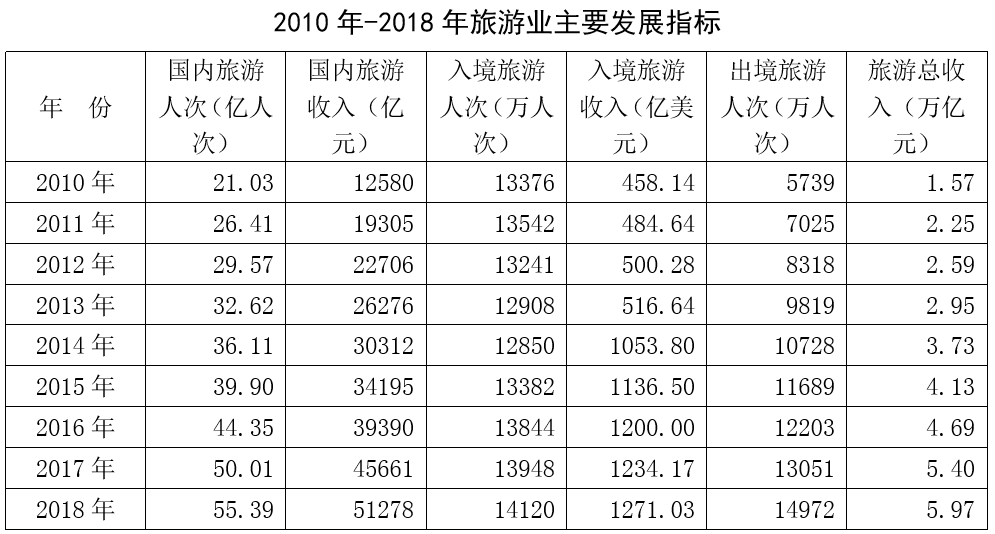 2010 年-2018 年旅游业主要发展指标
年 份 国内旅游人次（亿人次） 国内旅游收入（亿元） 入境旅游人次（万人次） 入境旅游收入（亿美元） 出境旅游人次（万人次） 旅游总收入（万亿元）
2010 年 21.03 12580 13376 458.14 5739 1.57
2011 年 26.41 19305 13542 484.64 7025 2.25
2012 年 29.57 22706 13241 500.28 8318 2.59
2013 年 32.62 26276 12908 516.64 9819 2.95
2014 年 36.11 30312 12850 1053.80 10728 3.73
2015 年 39.90 34195 13382 1136.50 11689 4.13
2016 年 44.35 39390 13844 1200.00 12203 4.69
2017 年 50.01 45661 13948 1234.17 13051 5.40
2018 年 55.39 51278 14120 1271.03 14972 5.97